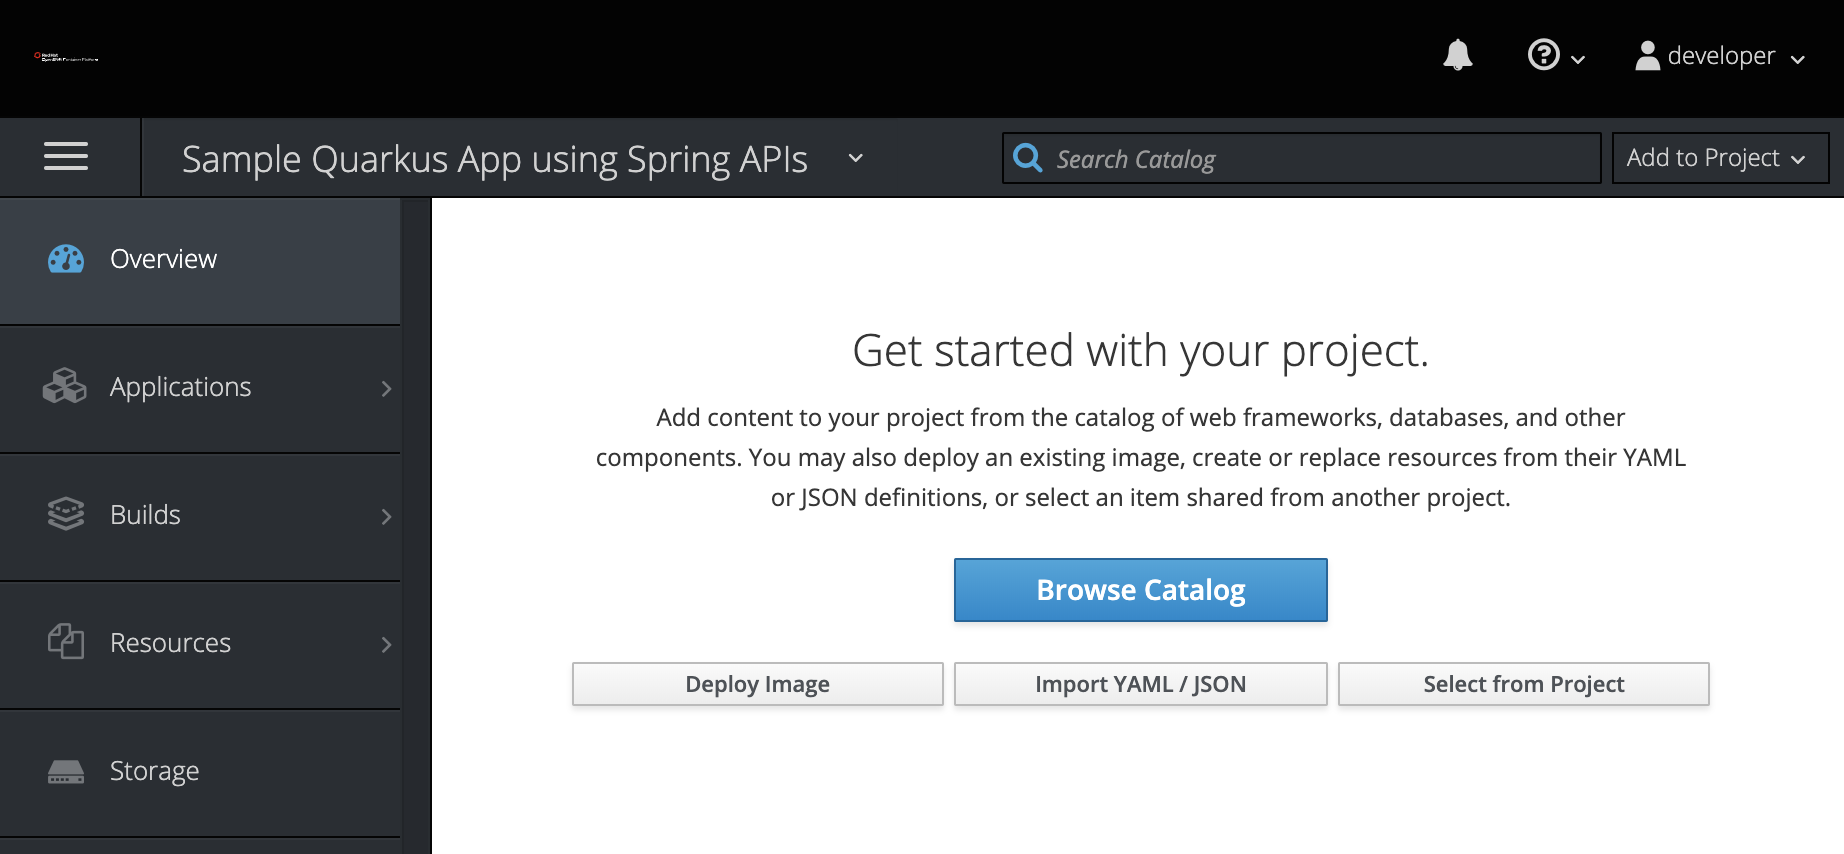 Red Hat
developer
Sample Quarkus App using Spring APIs
Search Catalog
Add to Project
Overview
Applications
Builds
Resources
Storage
Get started with your project.
Add content to your project from the catalog of web frameworks, databases, and other
components. You may also deploy an existing image, create or replace resources from their YAML
or JSON definitions, or select an item shared from another project.
Browse Catalog
Deploy Image
Import YAML / JSON
Select from Project